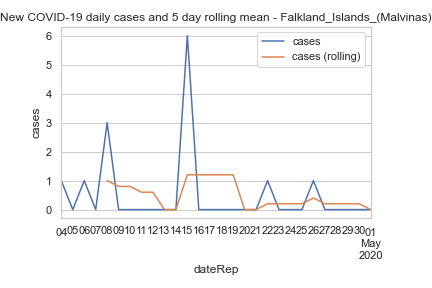 New COVID-19 daily cases and 5 day rolling mean - Falkland_Islands_(Malvinas)
cases
cases (rolling)
6
5
4
3
2
1
0
cases
04 05 06 07 08 09 10 11 12 13 14 15 16 17 18 19 20 21 22 23 24 25 26 27 28 29 30 01
May
2020
dateRep